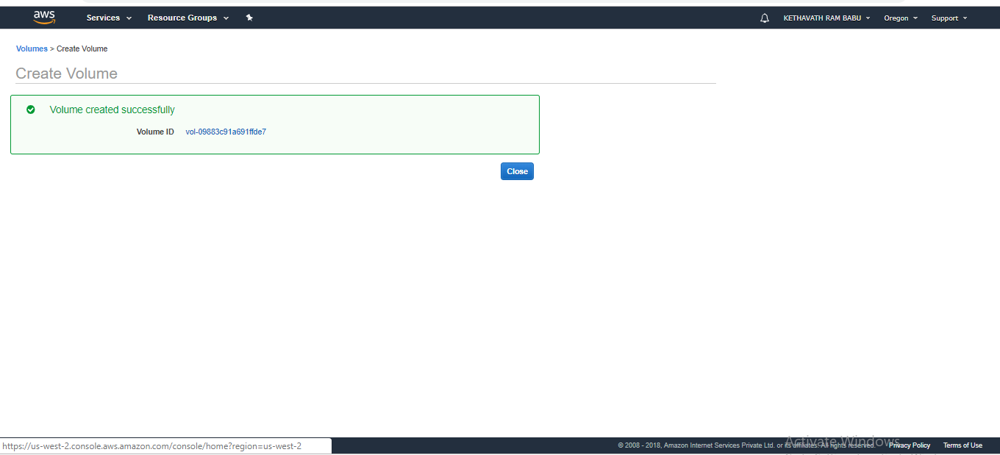 aws Services Resource Groups KETHAVATH RAM BABU Oregon Support
Volumes > Create Volume
Create Volume
Volume created successfully
Volume ID vol-09883c91a691ffde7
Close
Activate Windows
https://us-west-2.console.aws.amazon.com/console/home?region=us-west-2 © 2008 - 2018, Amazon Internet Services Private Ltd. or its affiliates. All rights reserved. Privacy Policy Terms of Use